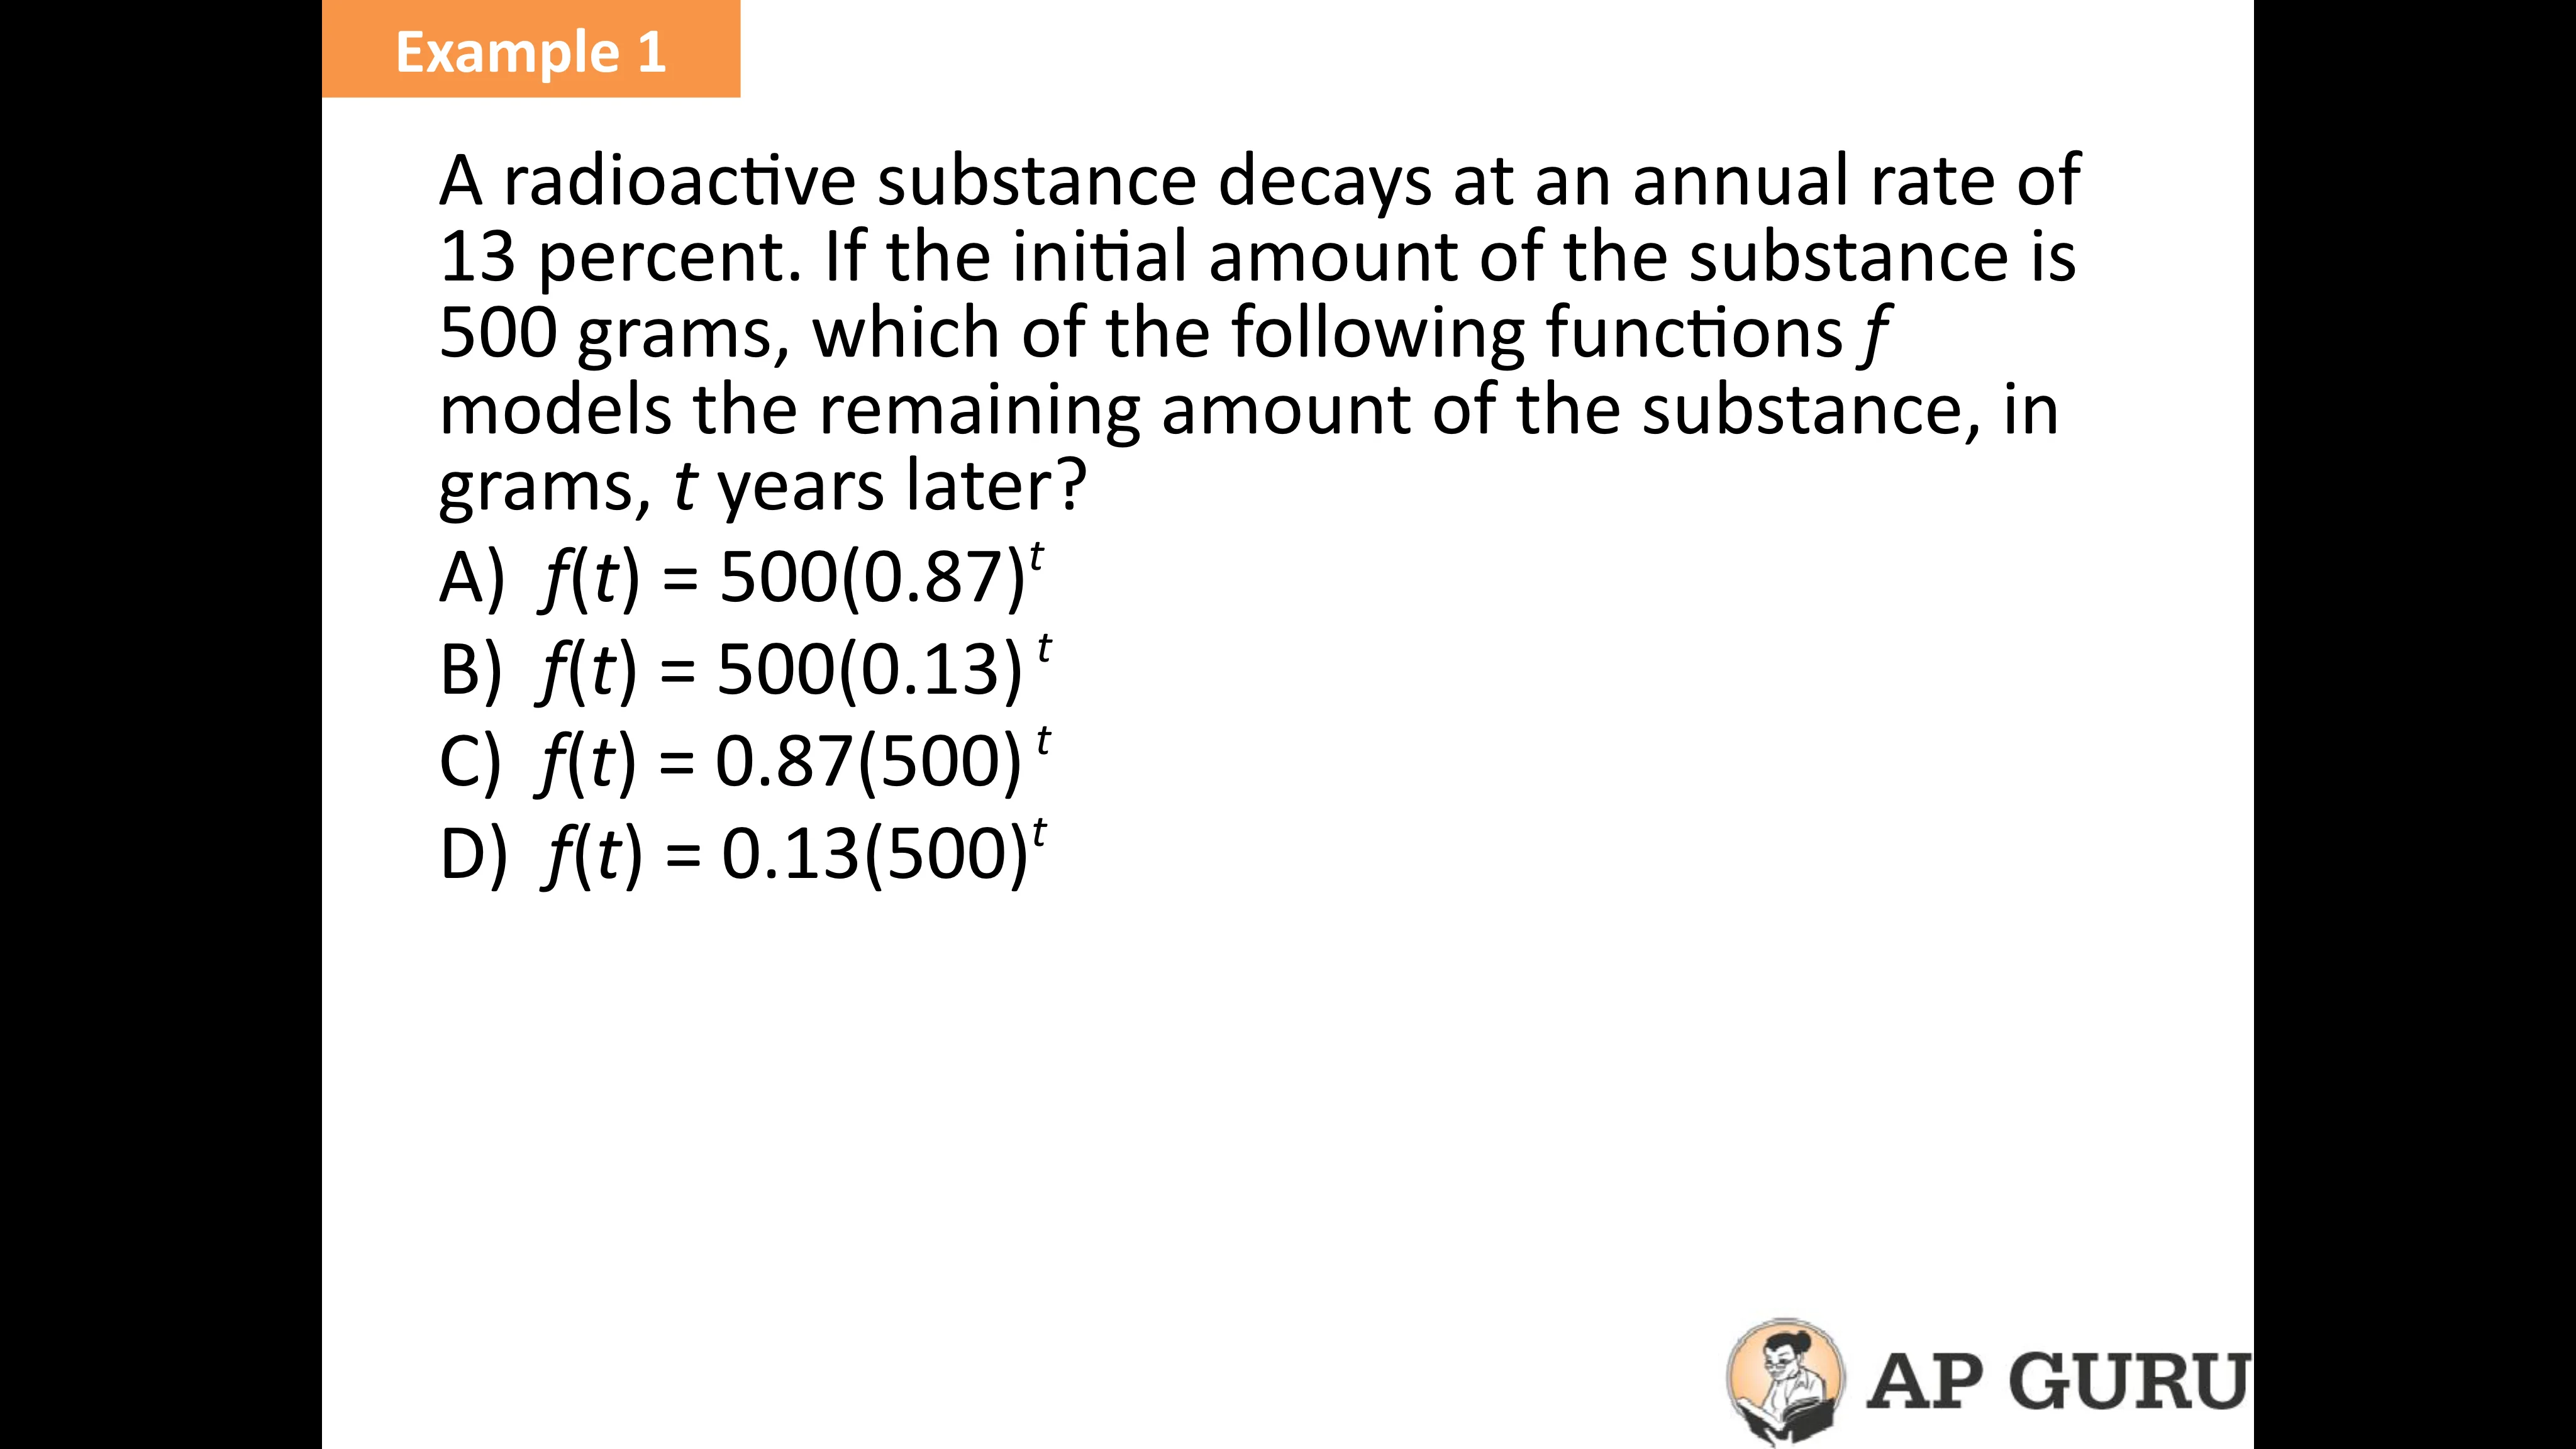 Example 1
A radioactive substance decays at an annual rate of
13 percent. If the initial amount of the substance is
500 grams, which of the following functions f
models the remaining amount of the substance, in
grams, t years later?
A) f(t) = 500(0.87)ᵗ
B) f(t) = 500(0.13) ᵗ
C) f(t) = 0.87(500) ᵗ
D) f(t) = 0.13(500)ᵗ
AP GURU